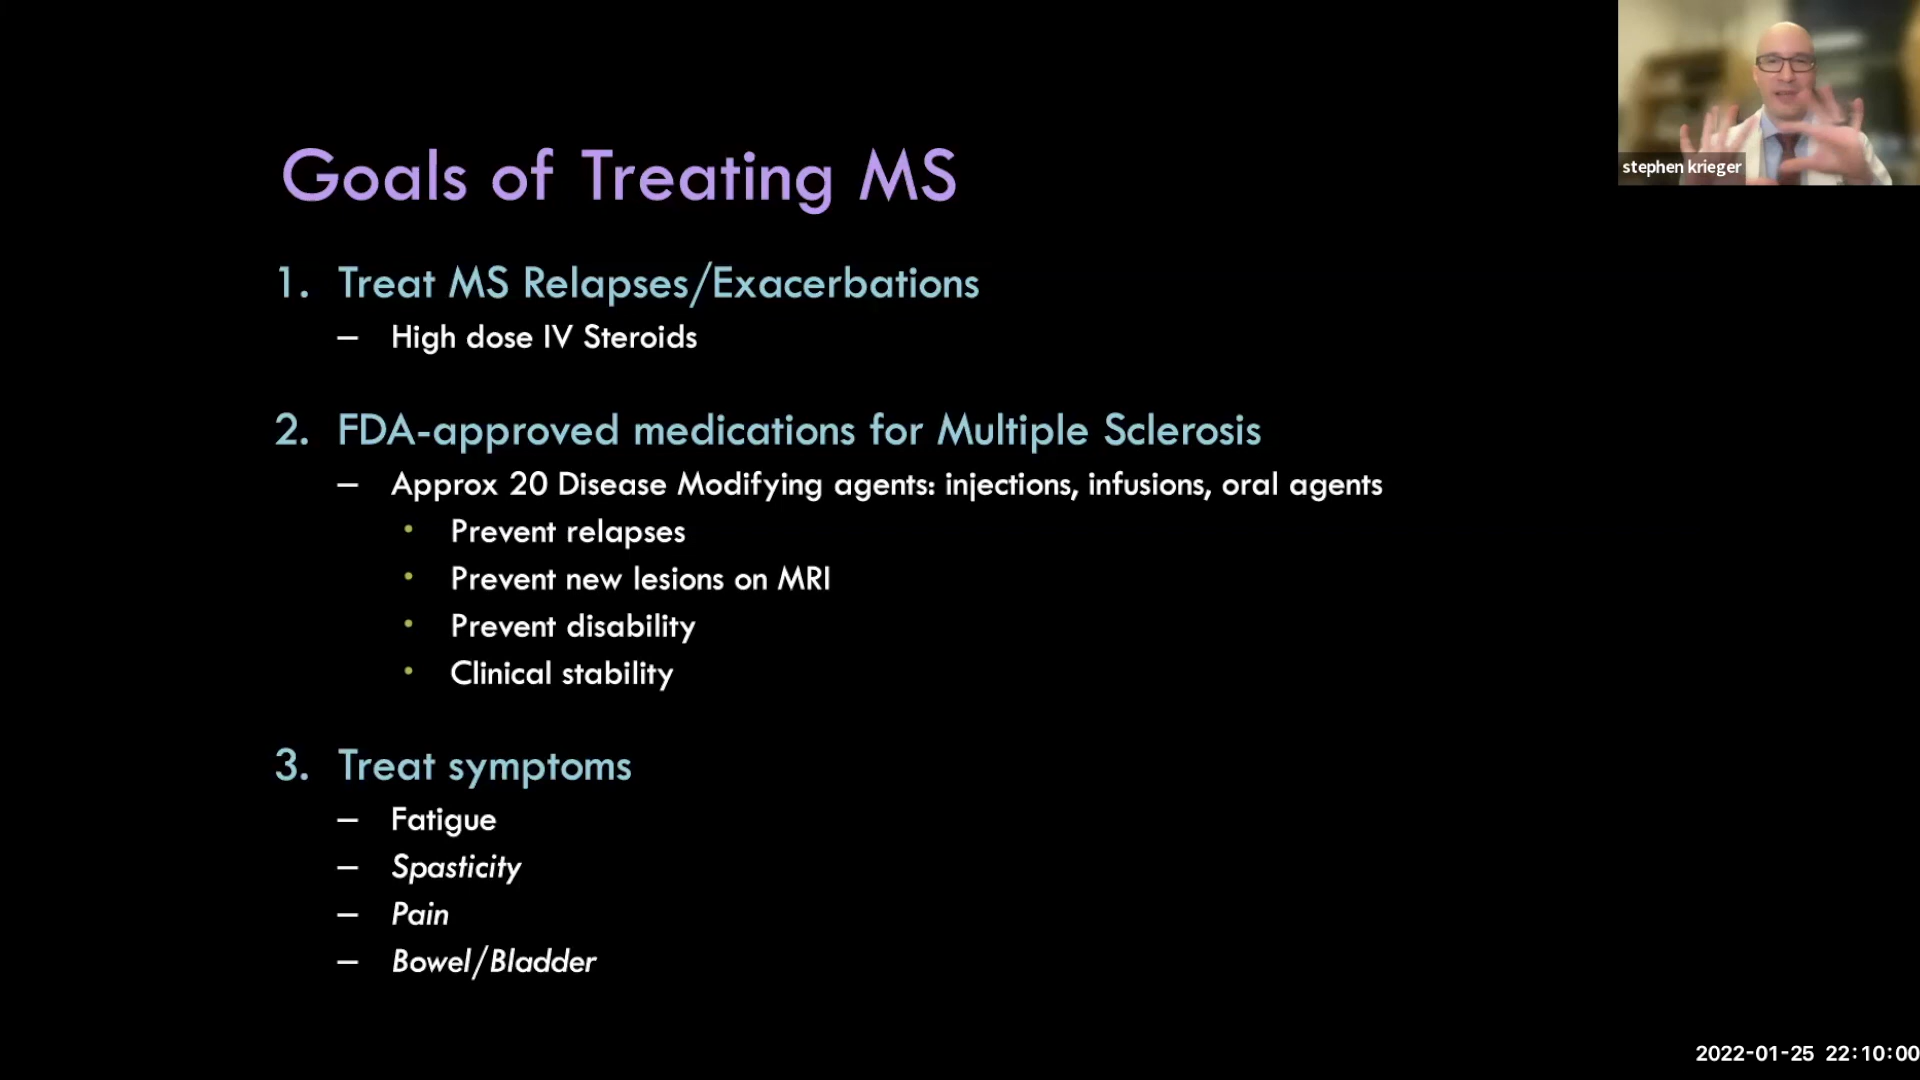 stephen krieger
Goals of Treating MS
1. Treat MS Relapses/Exacerbations
– High dose IV Steroids
2. FDA-approved medications for Multiple Sclerosis
– Approx 20 Disease Modifying agents: injections, infusions, oral agents
• Prevent relapses
• Prevent new lesions on MRI
• Prevent disability
• Clinical stability
3. Treat symptoms
– Fatigue
– Spasticity
– Pain
– Bowel/Bladder
2022-01-25 22:10:00